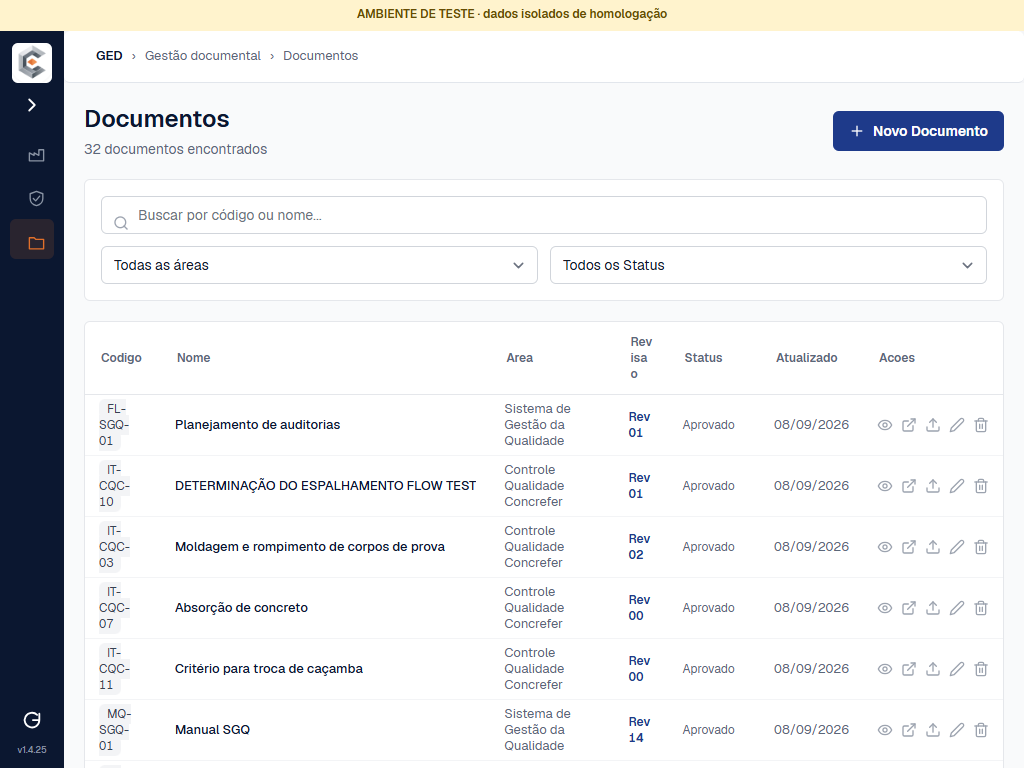 AMBIENTE DE TESTE · dados isolados de homologação
GED › Gestão documental › Documentos
Documentos
32 documentos encontrados
+ Novo Documento
Buscar por código ou nome...
Todas as áreas
Todos os Status
Codigo Nome Area Revisao Status Atualizado Acoes
FL-SGQ-01 Planejamento de auditorias Sistema de Gestão da Qualidade Rev 01 Aprovado 08/09/2026
IT-CQC-10 DETERMINAÇÃO DO ESPALHAMENTO FLOW TEST Controle Qualidade Concrefer Rev 01 Aprovado 08/09/2026
IT-CQC-03 Moldagem e rompimento de corpos de prova Controle Qualidade Concrefer Rev 02 Aprovado 08/09/2026
IT-CQC-07 Absorção de concreto Controle Qualidade Concrefer Rev 00 Aprovado 08/09/2026
IT-CQC-11 Critério para troca de caçamba Controle Qualidade Concrefer Rev 00 Aprovado 08/09/2026
MQ-SGQ-01 Manual SGQ Sistema de Gestão da Qualidade Rev 14 Aprovado 08/09/2026
v1.4.25